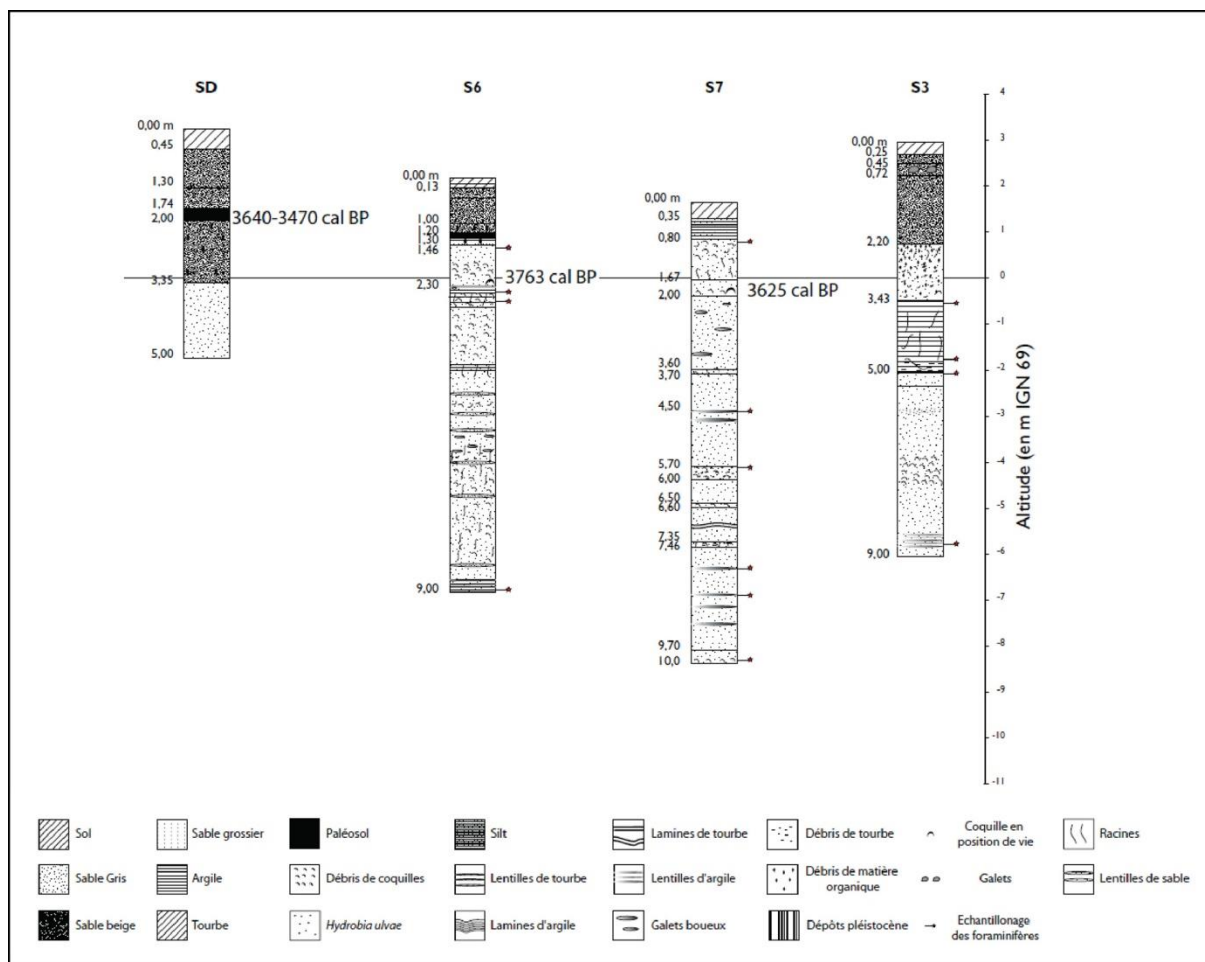 SD
S6
S7
S3
0,00 m
0,45
1,30
1,74
2,00
3,35
5,00
3640-3470 cal BP
0,00 m
0,13
1,00
1,20
1,30
1,46
2,30
9,00
3763 cal BP
0,00 m
0,35
0,80
1,67
2,00
3,60
3,70
4,50
5,70
6,00
6,50
6,60
7,35
7,46
9,70
10,0
3625 cal BP
0,00 m
0,25
0,45
0,72
2,20
3,43
5,00
9,00
4
3
2
1
0
-1
-2
-3
-4
-5
-6
-7
-8
-9
-10
-11
Altitude (en m IGN 69)
Sol
Sable grossier
Paléosol
Silt
Lamines de tourbe
Débris de tourbe
Coquille en
position de vie
Racines
Sable Gris
Argile
Débris de coquilles
Lentilles de tourbe
Lentilles d'argile
Débris de matière
organique
Galets
Lentilles de sable
Sable beige
Tourbe
Hydrobia ulvae
Lamines d'argile
Galets boueux
Dépôts pléistocène
Echantillonage
des foraminifères